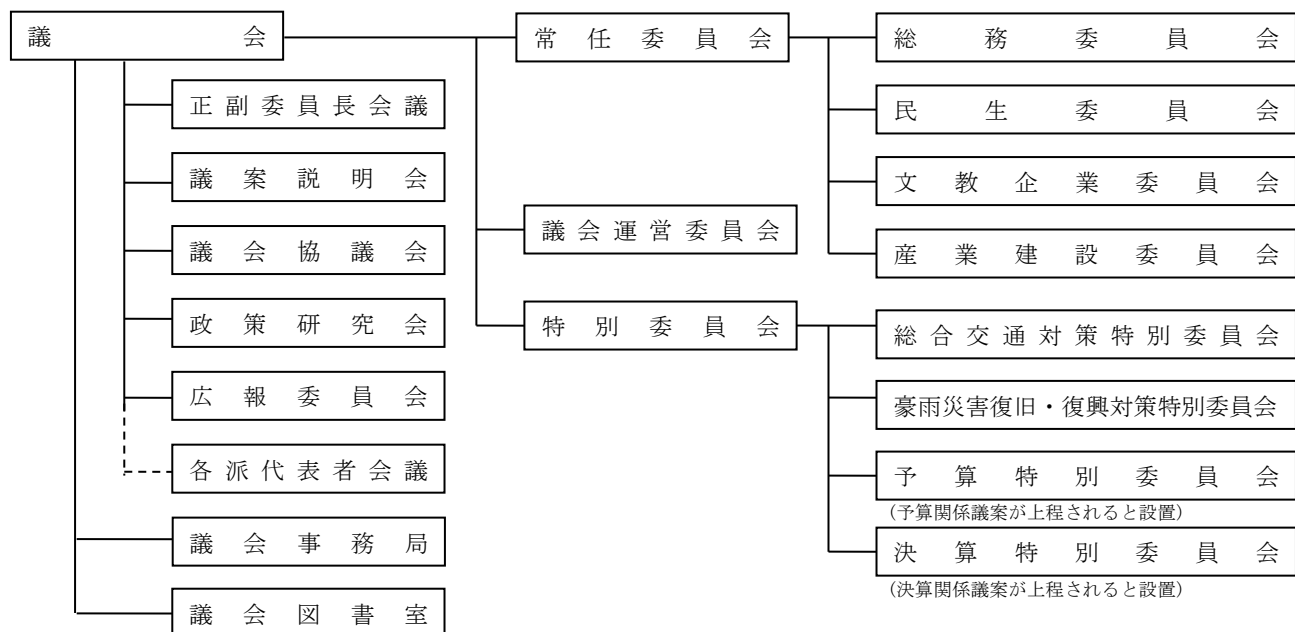 議会
正副委員長会議
議案説明会
議会協議会
政策研究会
広報委員会
各派代表者会議
議会事務局
議会図書室
常任委員会
議会運営委員会
特別委員会
総務委員会
民生委員会
文教企業委員会
産業建設委員会
総合交通対策特別委員会
豪雨災害復旧・復興対策特別委員会
予算特別委員会
(予算関係議案が上程されると設置)
決算特別委員会
(決算関係議案が上程されると設置)